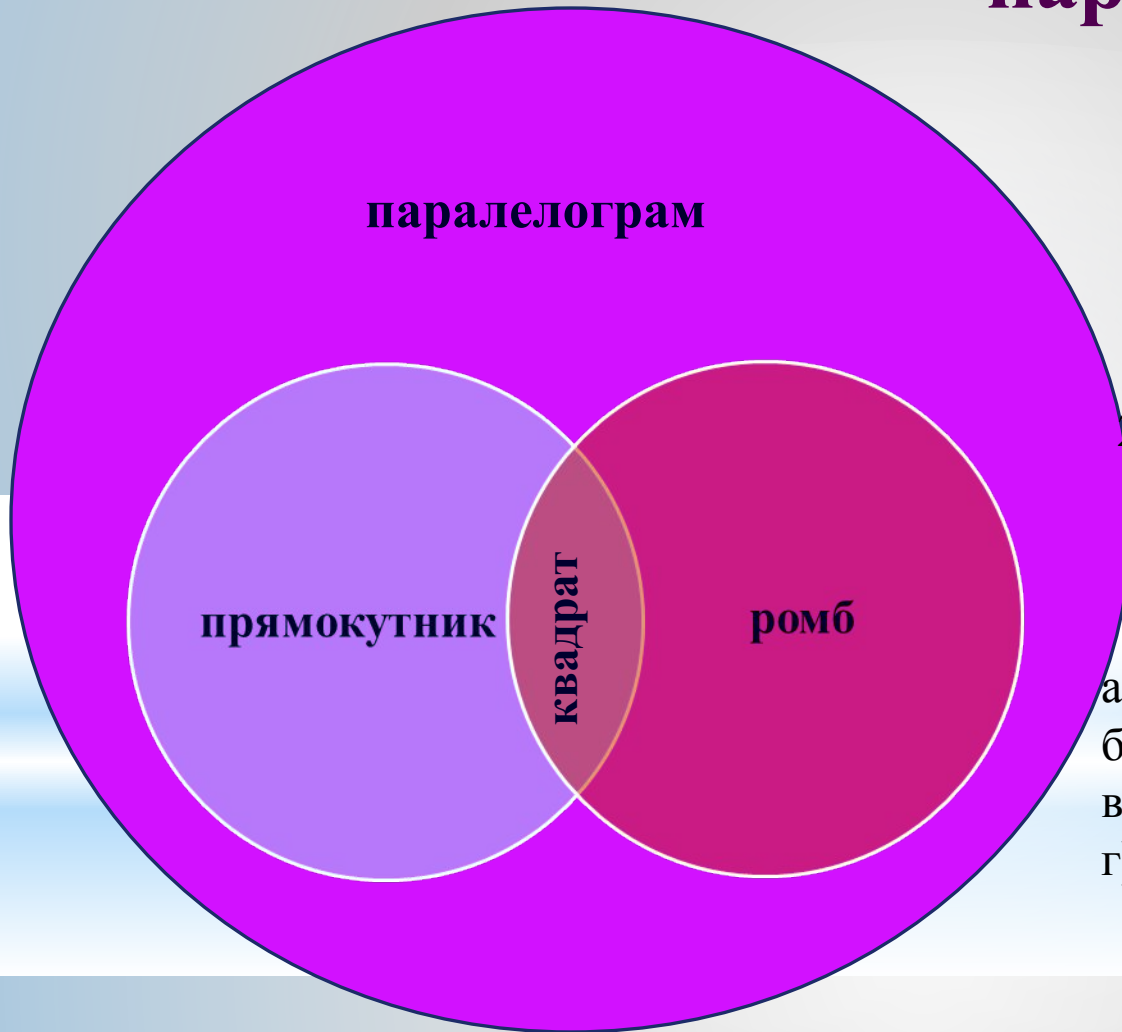 паралелограм
прямокутник
квадрат
ромб
а
б
в
г